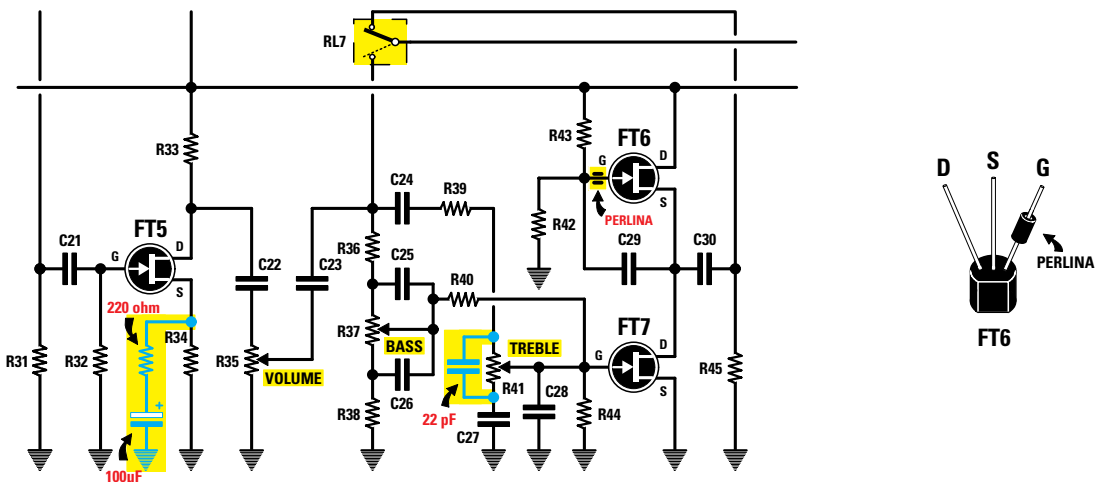 RL7
R33
FT5
C21
G
D
S
220 ohm
R31
R32
R34
100µF
C22
R35
VOLUME
C23
C24
R39
R36
C25
R40
R37
BASS
C26
R38
TREBLE
R41
22 pF
C27
C28
R43
FT6
G
D
S
PERLINA
R42
C29
C30
FT7
G
D
S
R44
R45
D
S
G
PERLINA
FT6